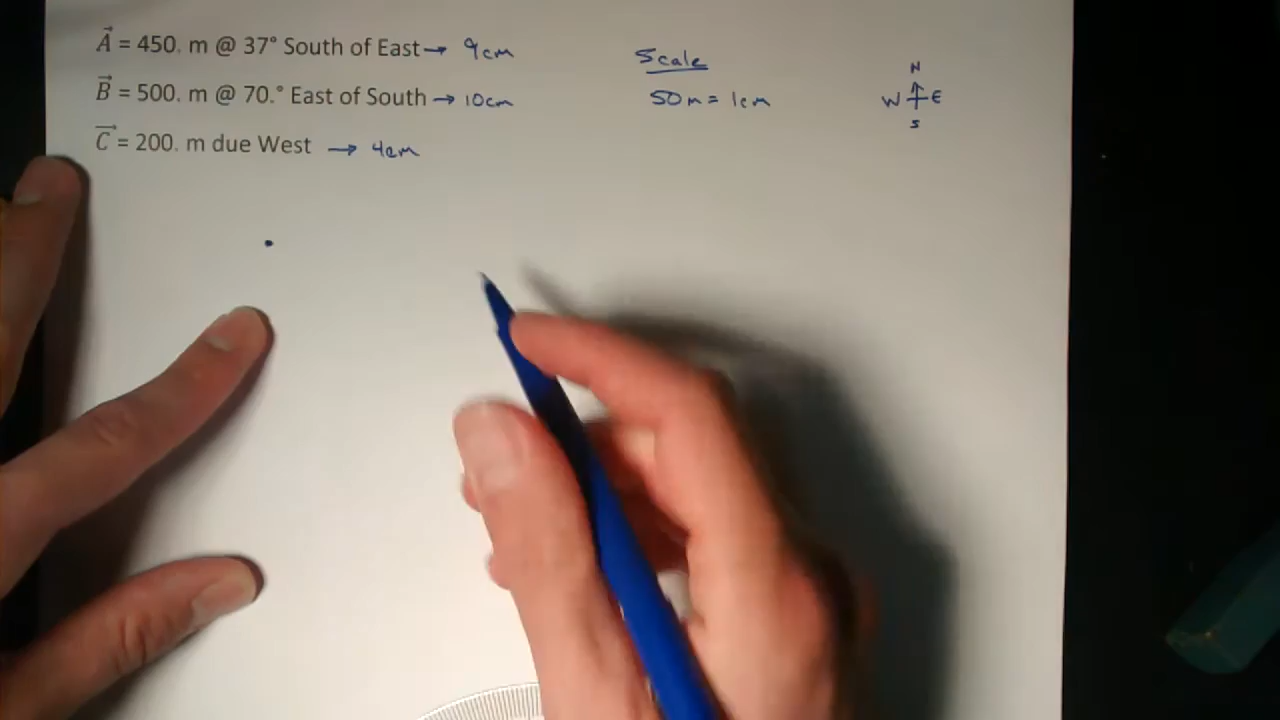 A⃗ = 450. m @ 37° South of East → 9cm
B⃗ = 500. m @ 70.° East of South → 10cm
C⃗ = 200. m due West → 4cm
Scale
50m = 1cm
N
W E
S